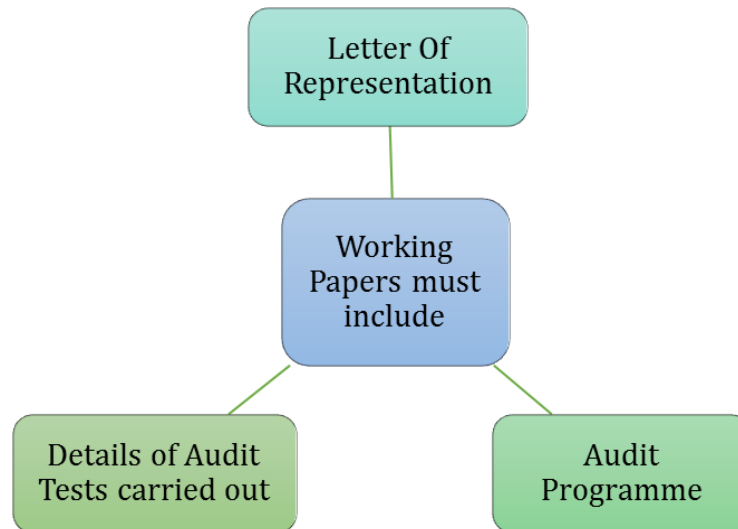 Letter Of
Representation
Working
Papers must
include
Details of Audit
Tests carried out
Audit
Programme